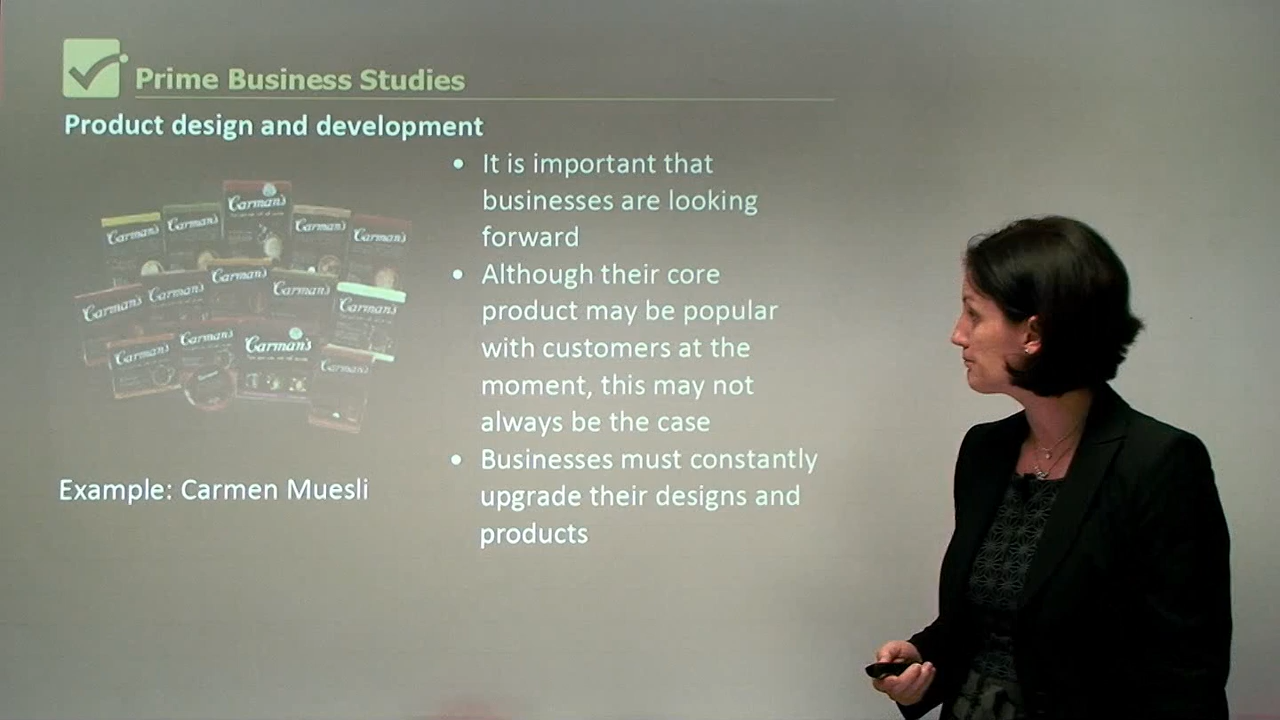 Prime Business Studies
Product design and development
Carman's
Carman's
Carman's
Carman's
Carman's
Carman's
Carman's
Carman's
Carman's
Carman's
Carman's
Carman's
Carman's
Carman's
Example: Carmen Muesli
• It is important that
businesses are looking
forward
• Although their core
product may be popular
with customers at the
moment, this may not
always be the case
• Businesses must constantly
upgrade their designs and
products